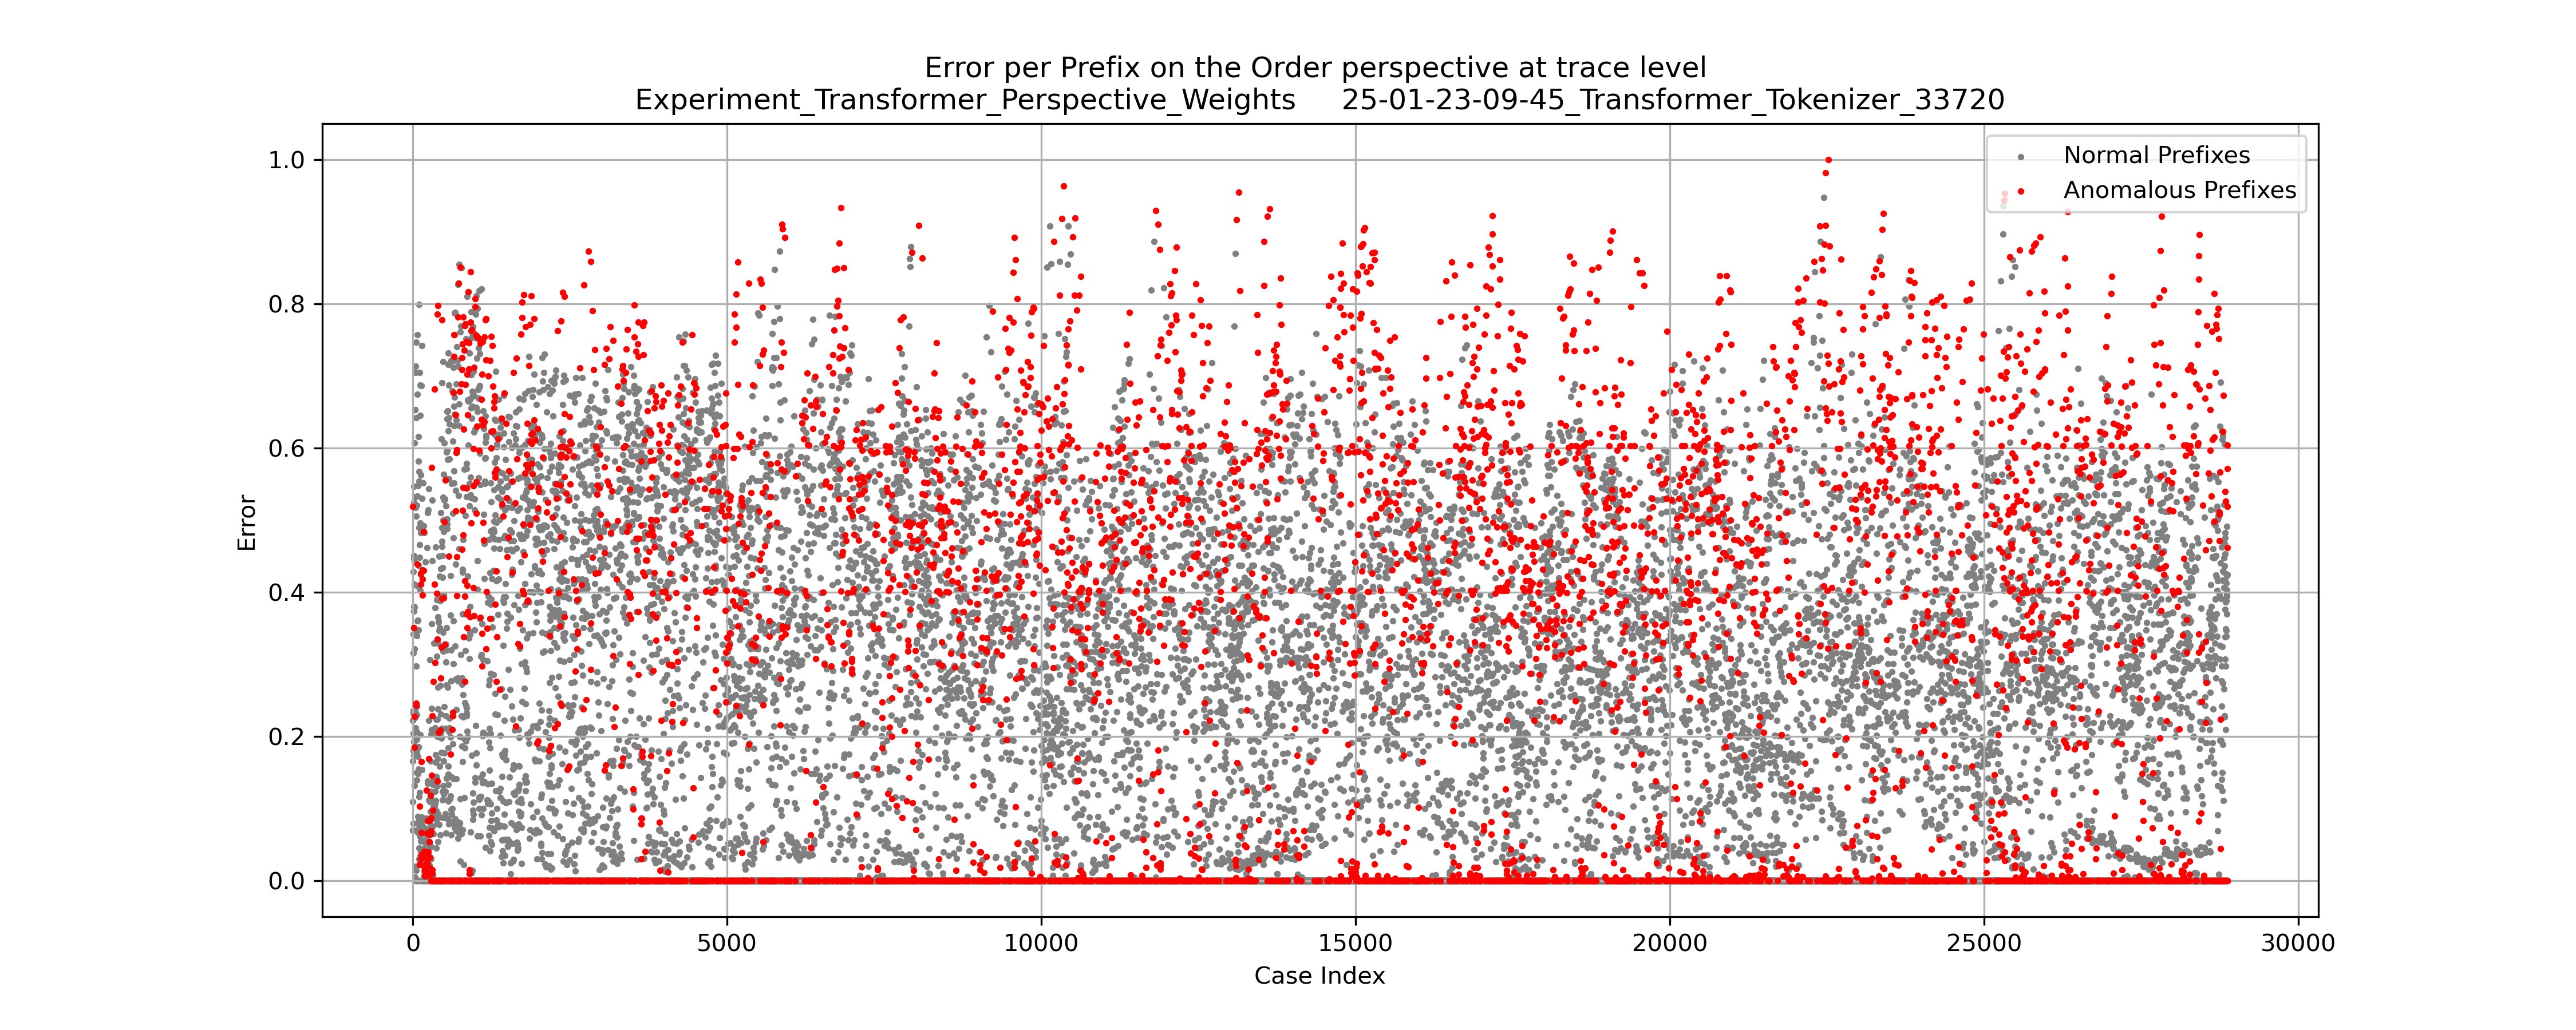 Error per Prefix on the Order perspective at trace level
Experiment_Transformer_Perspective_Weights 25-01-23-09-45_Transformer_Tokenizer_33720
Normal Prefixes
Anomalous Prefixes
Error
1.0
0.8
0.6
0.4
0.2
0.0
0 5000 10000 15000 20000 25000 30000
Case Index